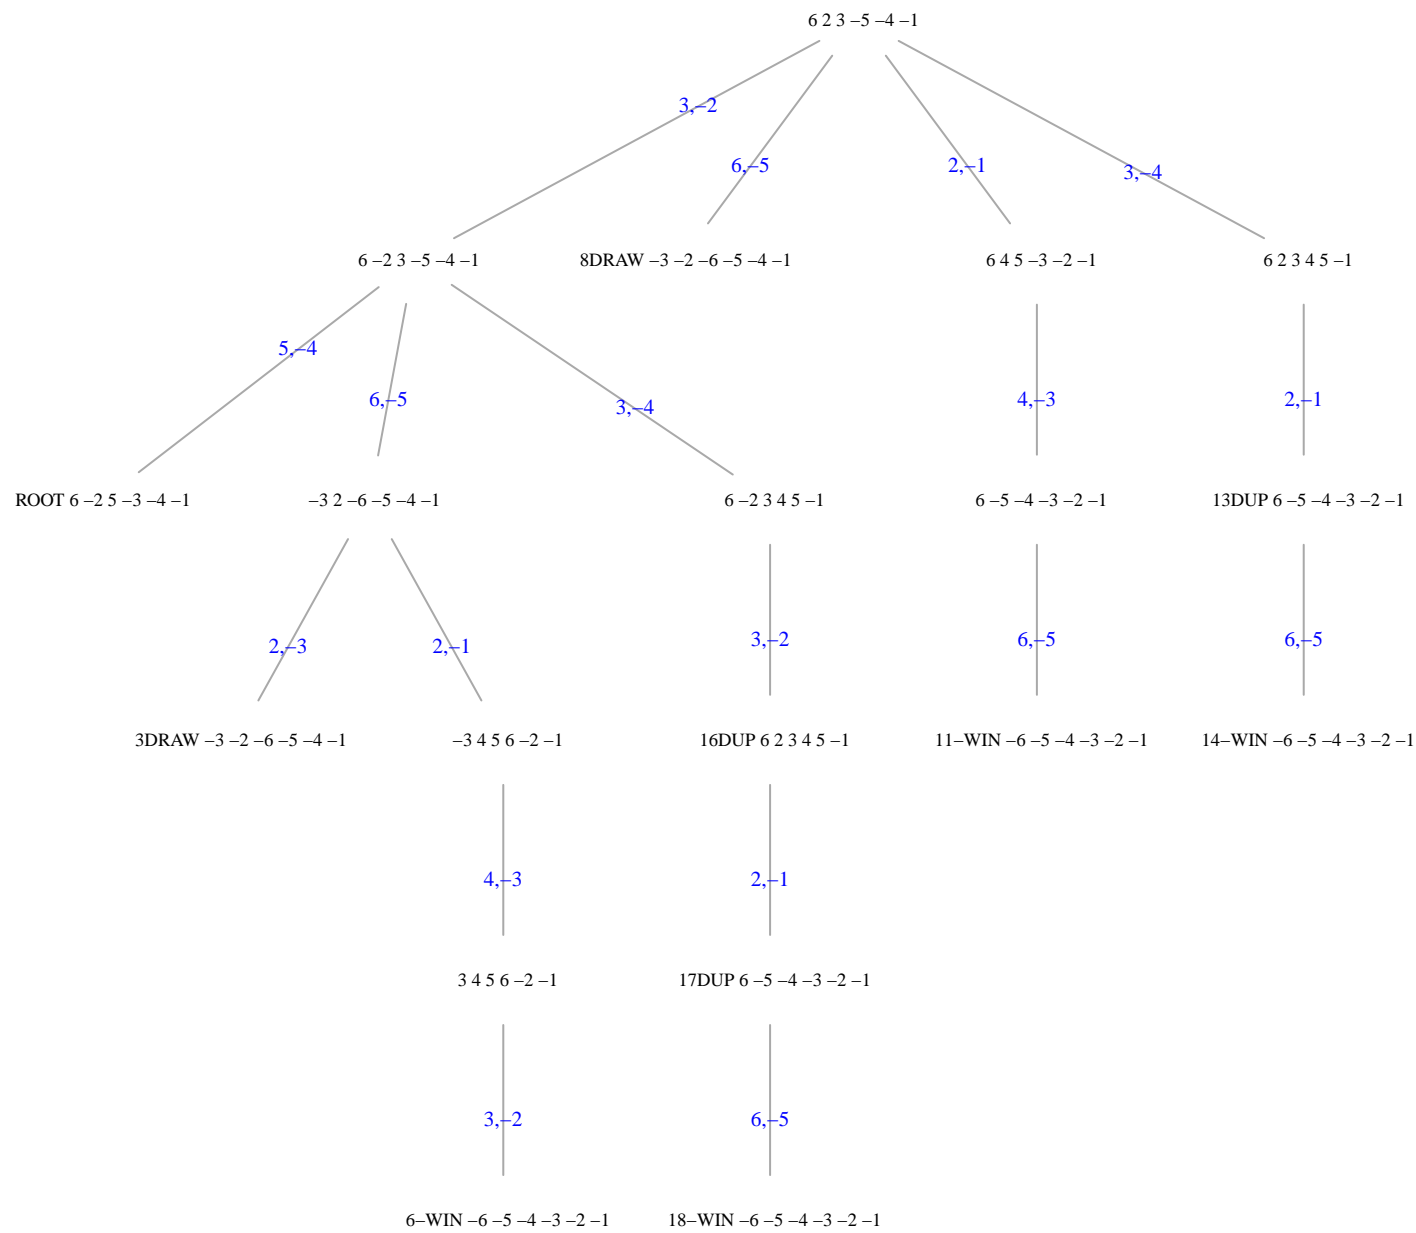 6 2 3 –5 –4 –1
3,–2
6,–5
2,–1
3,–4
6 –2 3 –5 –4 –1
8DRAW –3 –2 –6 –5 –4 –1
6 4 5 –3 –2 –1
6 2 3 4 5 –1
5,–4
6,–5
3,–4
4,–3
2,–1
ROOT 6 –2 5 –3 –4 –1
–3 2 –6 –5 –4 –1
6 –2 3 4 5 –1
6 –5 –4 –3 –2 –1
13DUP 6 –5 –4 –3 –2 –1
2,–3
2,–1
3,–2
6,–5
6,–5
3DRAW –3 –2 –6 –5 –4 –1
–3 4 5 6 –2 –1
16DUP 6 2 3 4 5 –1
11–WIN –6 –5 –4 –3 –2 –1
14–WIN –6 –5 –4 –3 –2 –1
4,–3
2,–1
3 4 5 6 –2 –1
17DUP 6 –5 –4 –3 –2 –1
3,–2
6,–5
6–WIN –6 –5 –4 –3 –2 –1
18–WIN –6 –5 –4 –3 –2 –1